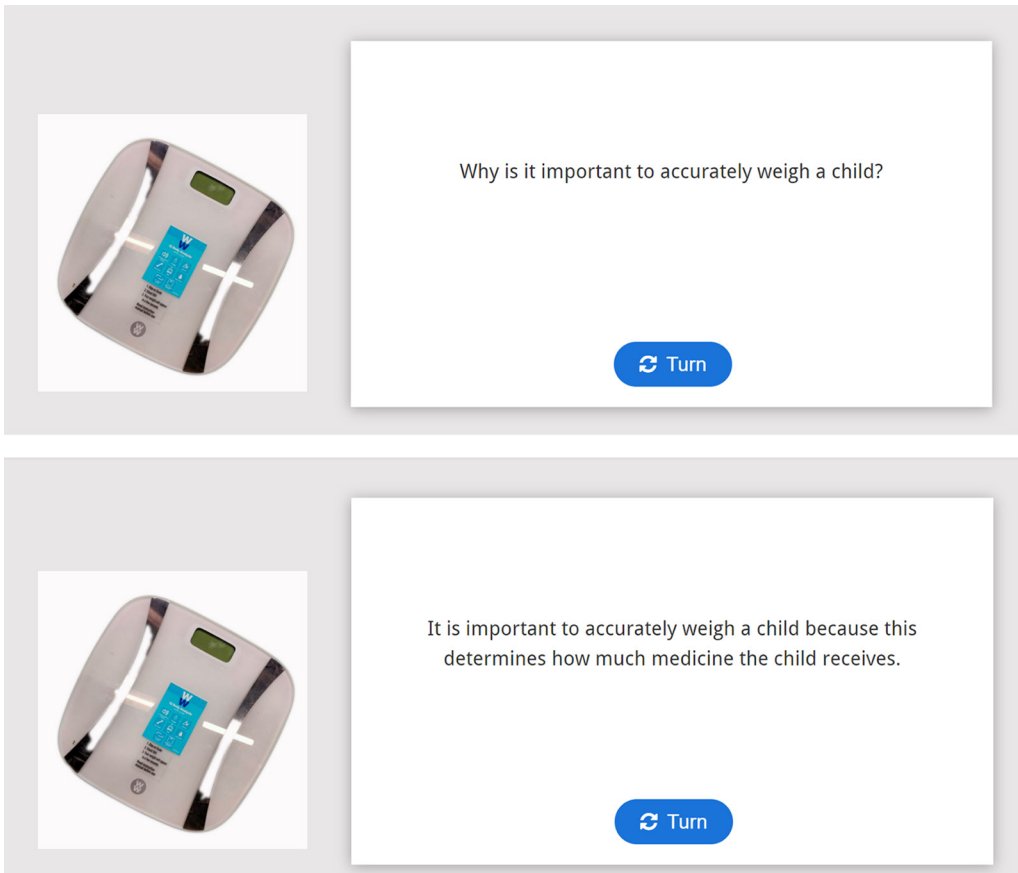 Why is it important to accurately weigh a child?
Turn
It is important to accurately weigh a child because this
determines how much medicine the child receives.
Turn